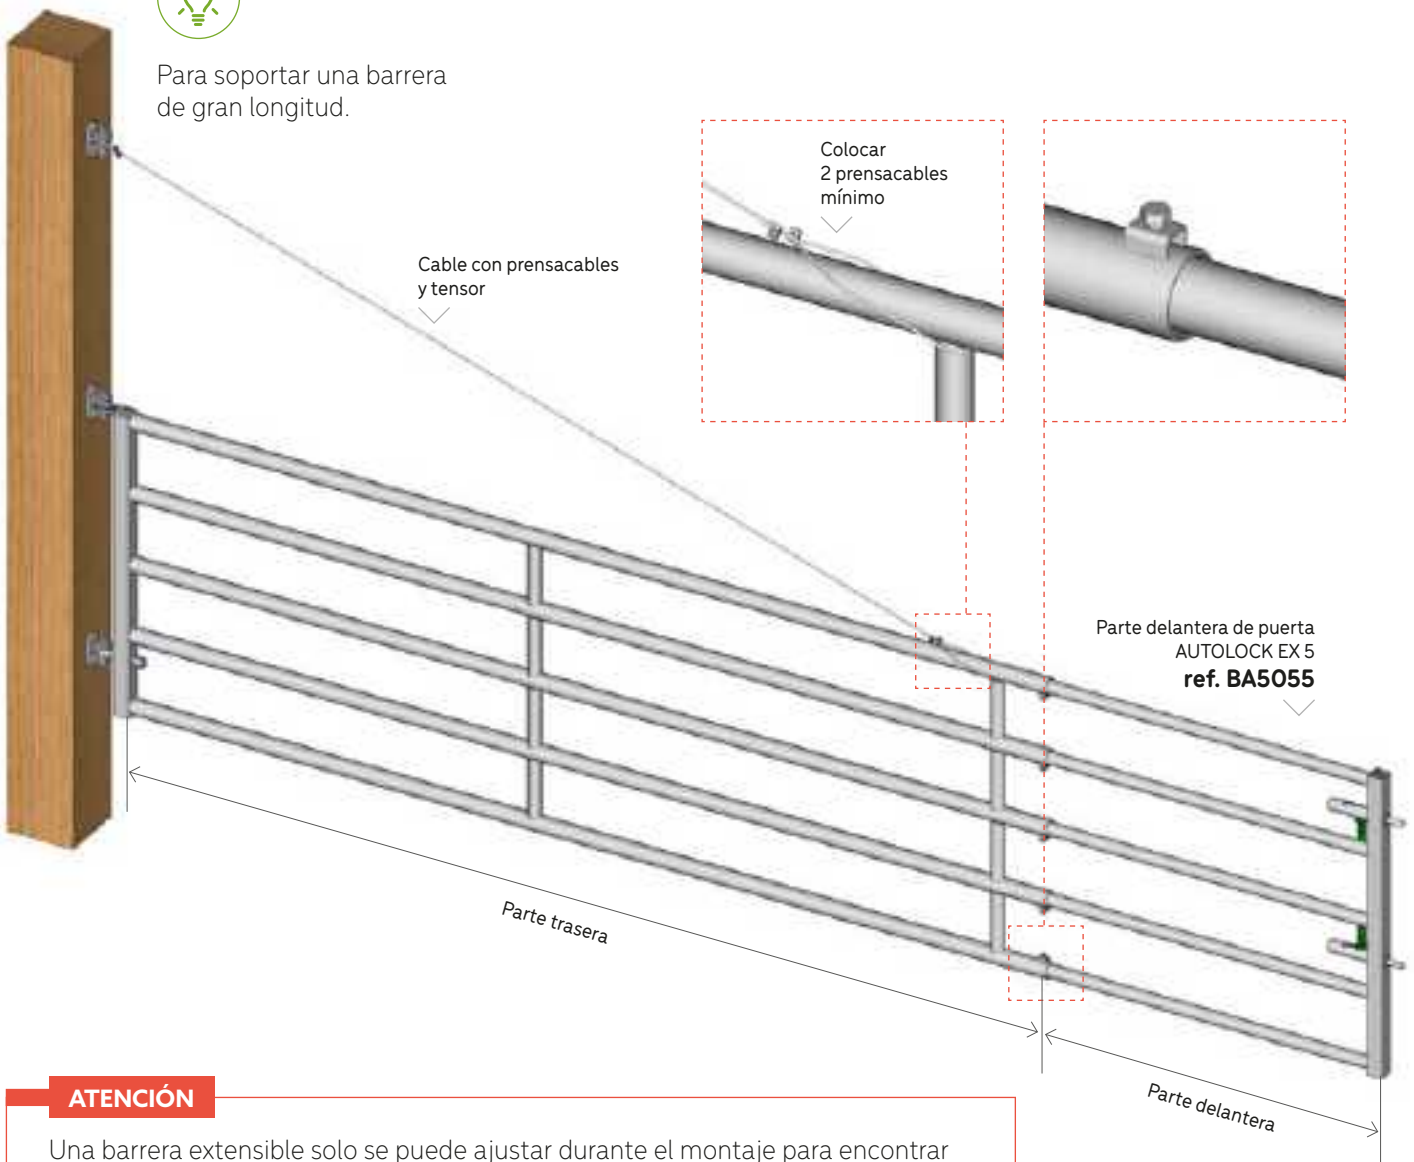 Para soportar una barrera
de gran longitud.
Colocar
2 prensacables
mínimo
Cable con prensacables
y tensor
Parte delantera de puerta
AUTOLOCK EX 5
ref. BA5055
Parte trasera
Parte delantera
ATENCIÓN
Una barrera extensible solo se puede ajustar durante el montaje para encontrar